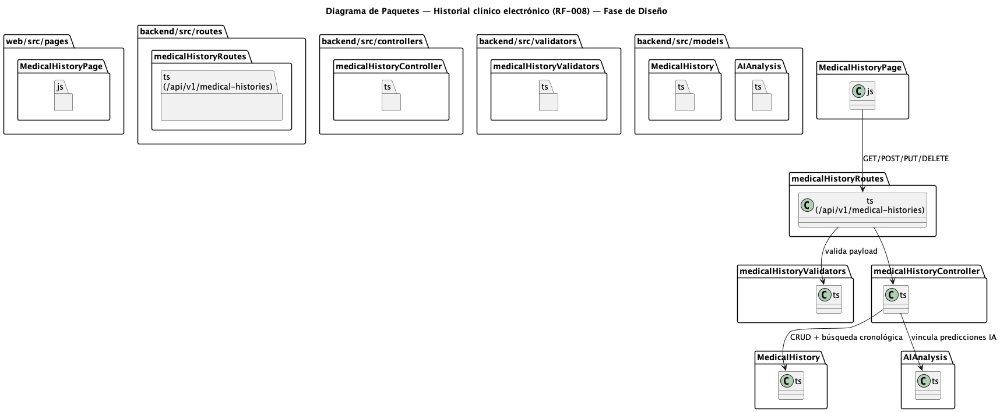 Diagrama de Paquetes — Historial clínico electrónico (RF-008) — Fase de Diseño
web/src/pages
MedicalHistoryPage
js
backend/src/routes
medicalHistoryRoutes
ts
(/api/v1/medical-histories)
backend/src/controllers
medicalHistoryController
ts
backend/src/validators
medicalHistoryValidators
ts
backend/src/models
MedicalHistory
ts
AIAnalysis
ts
MedicalHistoryPage
C js
GET/POST/PUT/DELETE
medicalHistoryRoutes
C ts
(/api/v1/medical-histories)
valida payload
medicalHistoryValidators
C ts
medicalHistoryController
C ts
CRUD + búsqueda cronológica
vincula predicciones IA
MedicalHistory
C ts
AIAnalysis
C ts